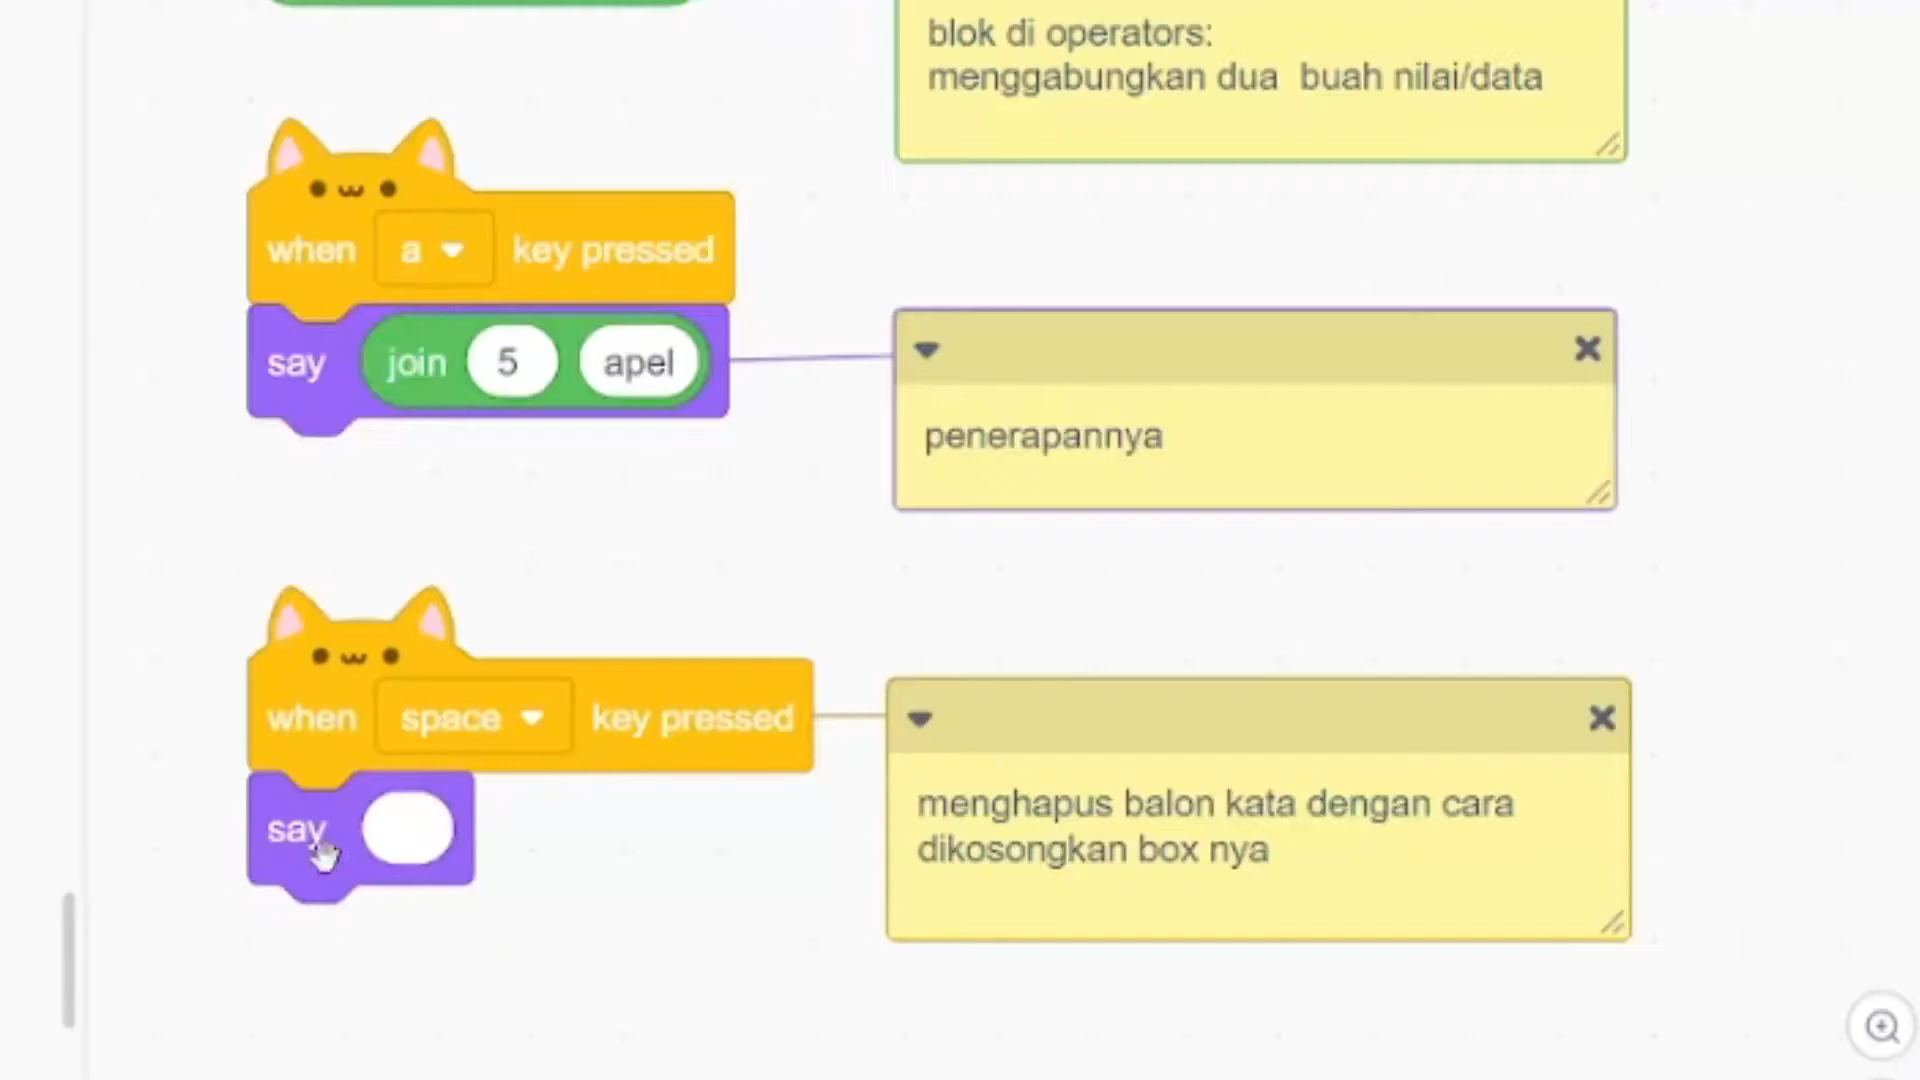 blok di operators:
menggabungkan dua  buah nilai/data
when a key pressed
say join 5 apel
penerapannya
when space key pressed
say
menghapus balon kata dengan cara
dikosongkan box nya